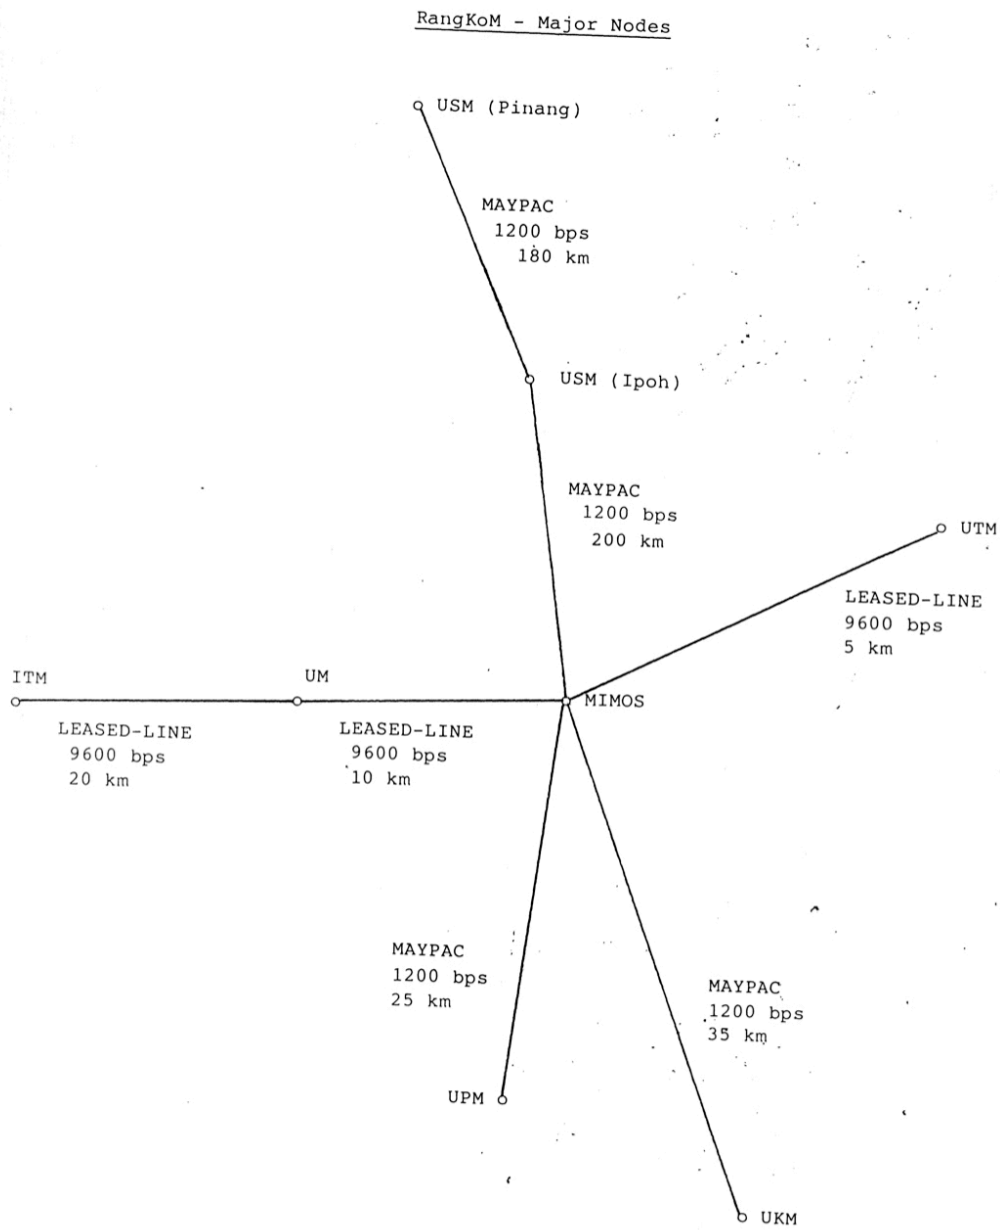 RangKoM - Major Nodes
USM (Pinang)
MAYPAC
1200 bps
180 km
USM (Ipoh)
MAYPAC
1200 bps
200 km
UTM
LEASED-LINE
9600 bps
5 km
ITM
UM
MIMOS
LEASED-LINE
9600 bps
20 km
LEASED-LINE
9600 bps
10 km
MAYPAC
1200 bps
25 km
MAYPAC
1200 bps
35 km
UPM
UKM